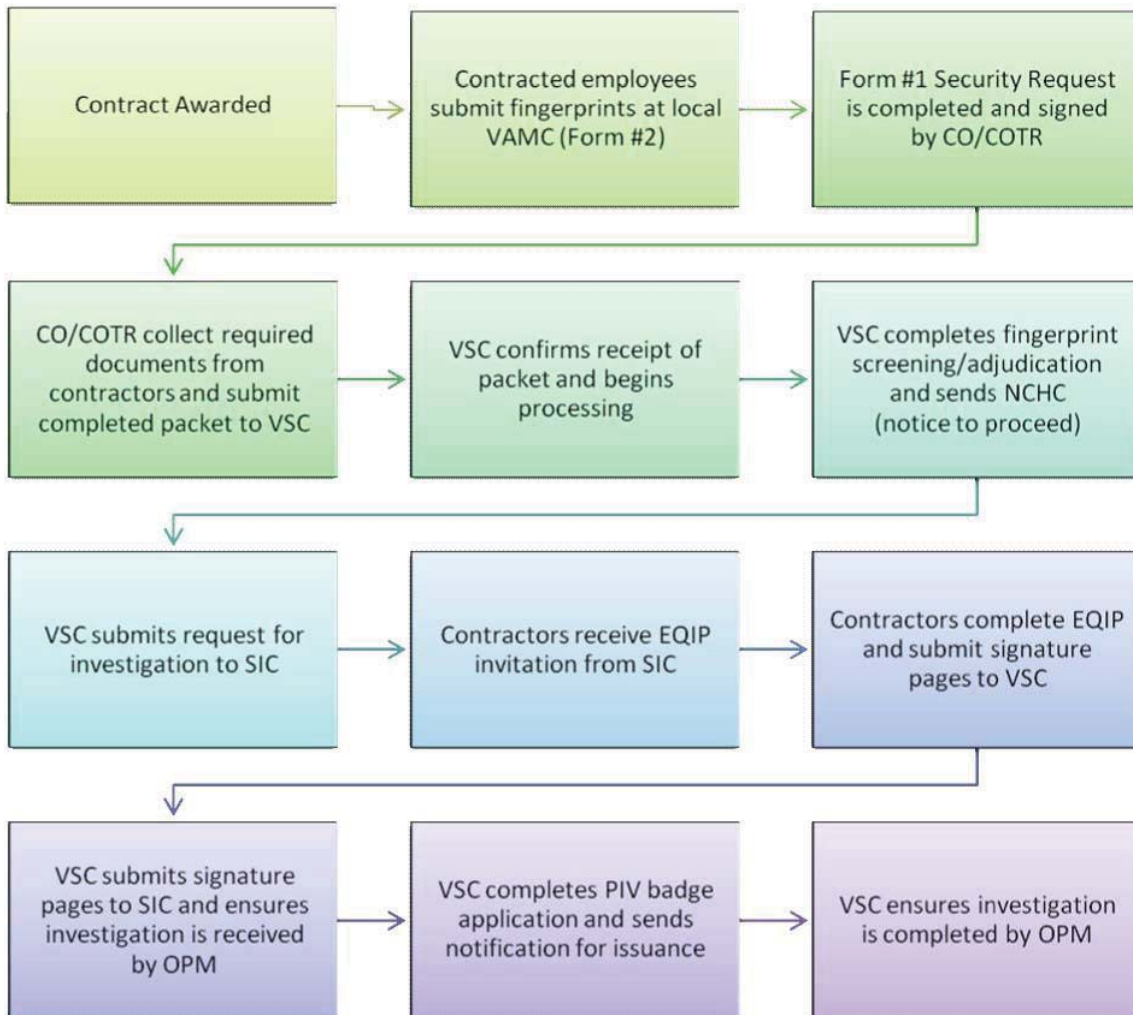 Contract Awarded
Contracted employees
submit fingerprints at local
VAMC (Form #2)
Form #1 Security Request
is completed and signed
by CO/COTR
CO/COTR collect required
documents from
contractors and submit
completed packet to VSC
VSC confirms receipt of
packet and begins
processing
VSC completes fingerprint
screening/adjudication
and sends NCHC
(notice to proceed)
VSC submits request for
investigation to SIC
Contractors receive EQIP
invitation from SIC
Contractors complete EQIP
and submit signature
pages to VSC
VSC submits signature
pages to SIC and ensures
investigation is received
by OPM
VSC completes PIV badge
application and sends
notification for issuance
VSC ensures investigation
is completed by OPM